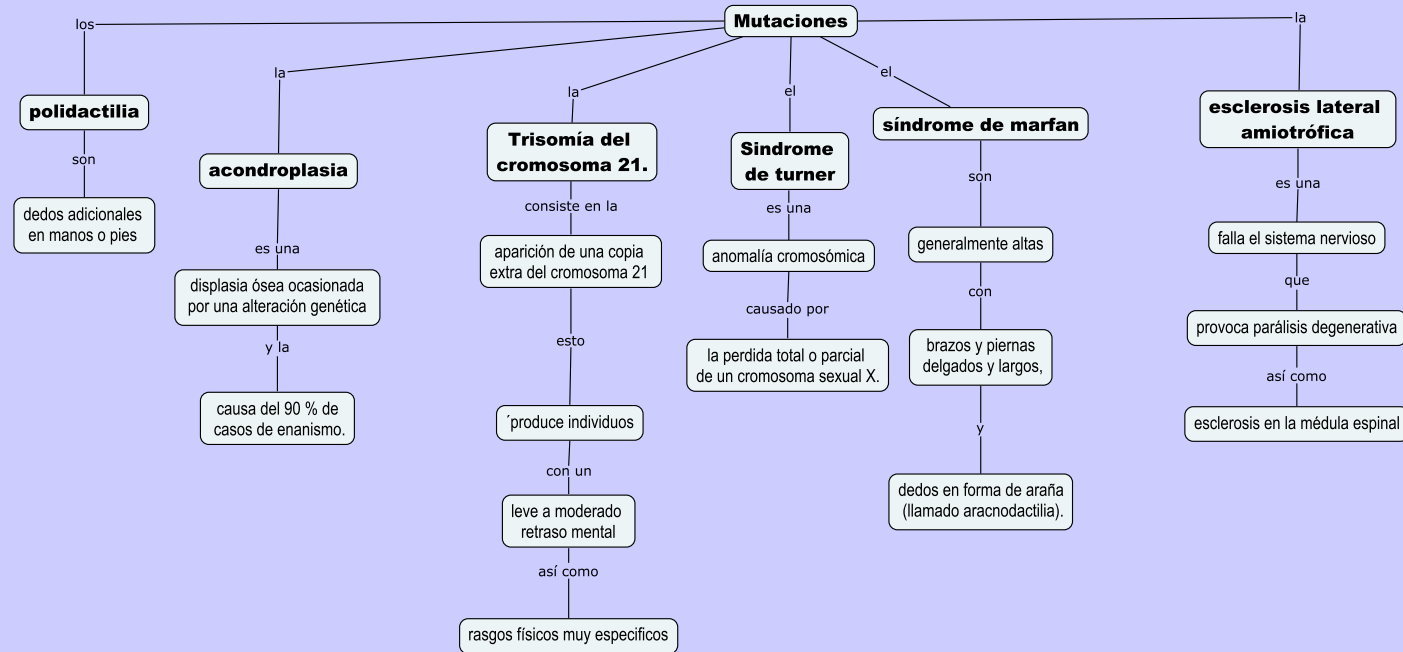 Mutaciones
los
polidactilia
son
dedos adicionales
en manos o pies
la
acondroplasia
es una
displasia ósea ocasionada
por una alteración genética
y la
causa del 90 % de
casos de enanismo.
la
Trisomía del
cromosoma 21.
consiste en la
aparición de una copia
extra del cromosoma 21
esto
´produce individuos
con un
leve a moderado
retraso mental
así como
rasgos físicos muy especificos
el
Sindrome
de turner
es una
anomalía cromosómica
causado por
la perdida total o parcial
de un cromosoma sexual X.
el
síndrome de marfan
son
generalmente altas
con
brazos y piernas
delgados y largos,
y
dedos en forma de araña
(llamado aracnodactilia).
la
esclerosis lateral
amiotrófica
es una
falla el sistema nervioso
que
provoca parálisis degenerativa
así como
esclerosis en la médula espinal